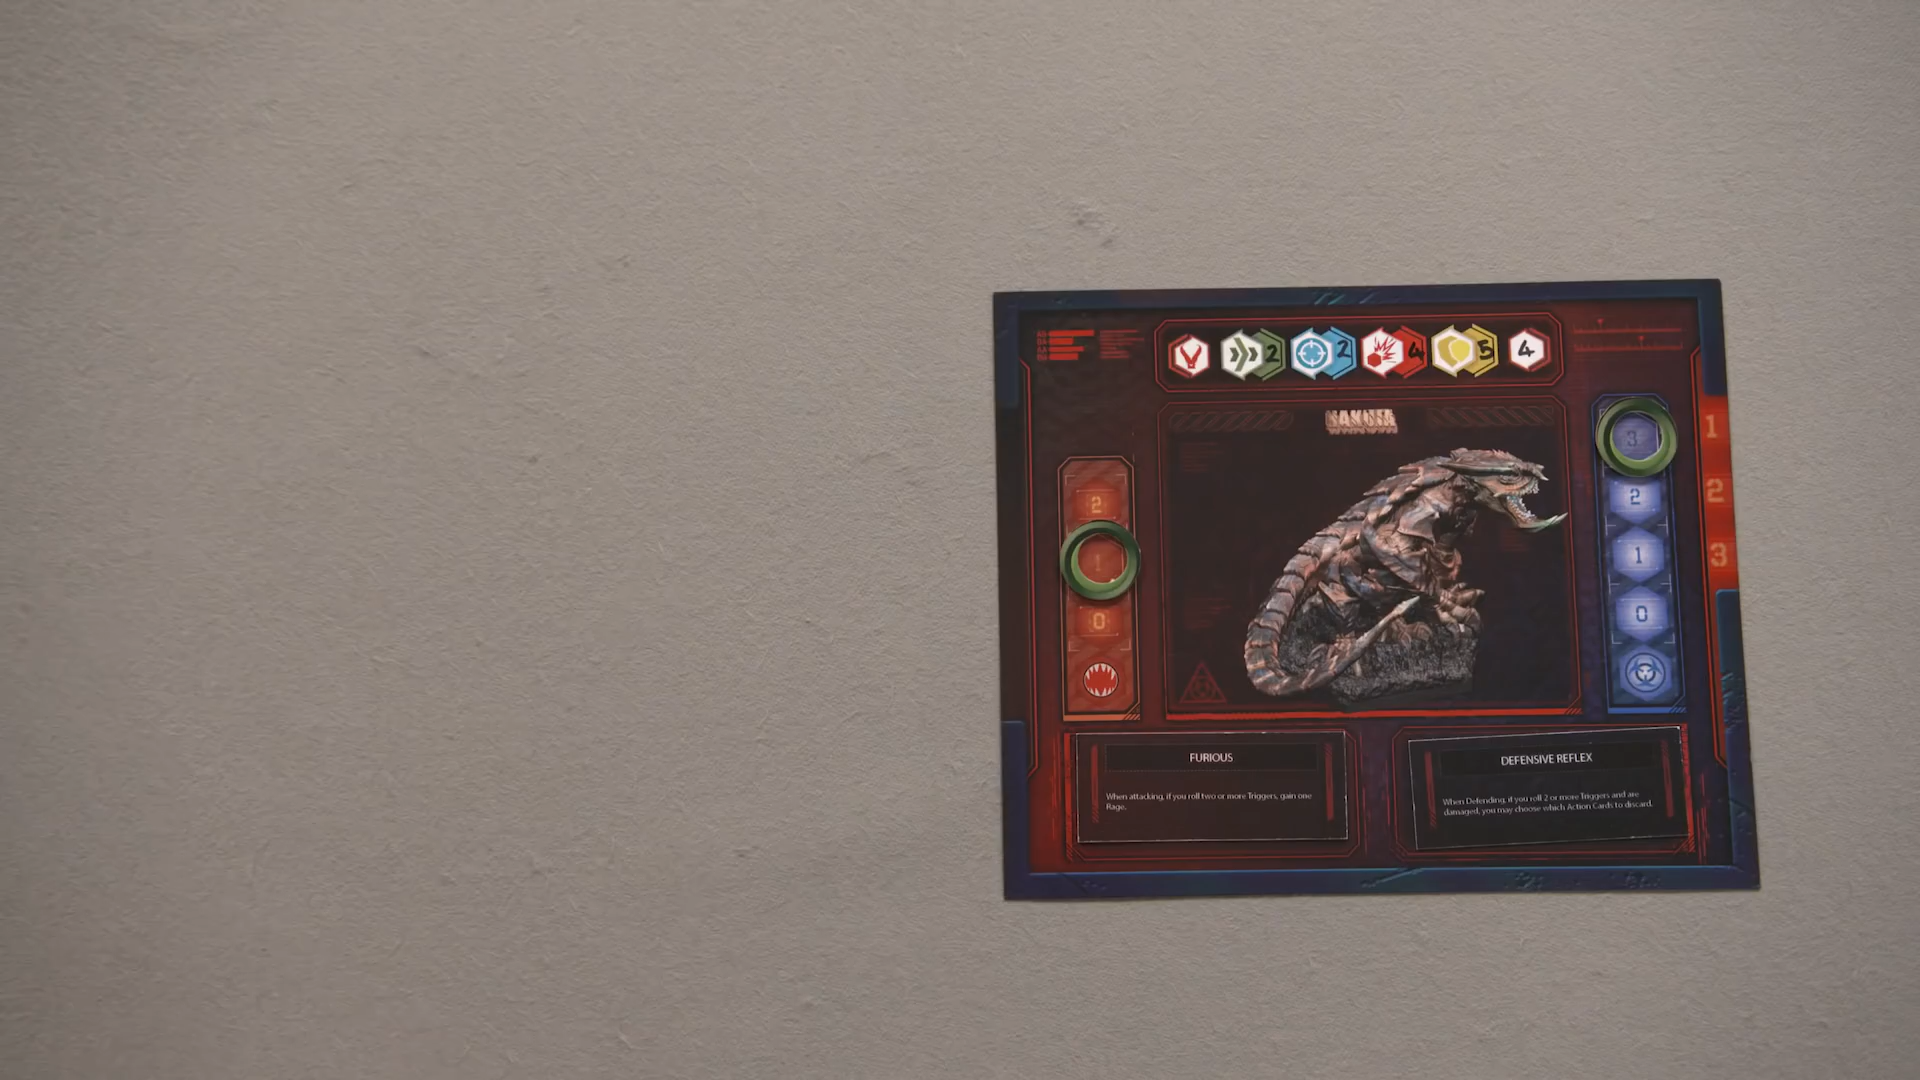 2 2 4 5 4
3
1
2
2
2
1
1
3
0
0
FURIOUS
When attacking, if you roll two or more Triggers, gain one
Rage.
DEFENSIVE REFLEX
When Defending, if you roll 2 or more Triggers and are
damaged, you may choose which Action Cards to discard.